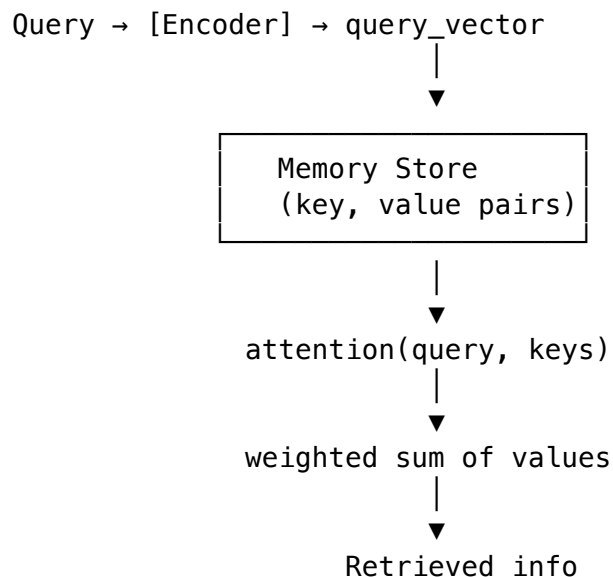 Query → [Encoder] → query_vector
Memory Store
(key, value pairs)
attention(query, keys)
weighted sum of values
Retrieved info